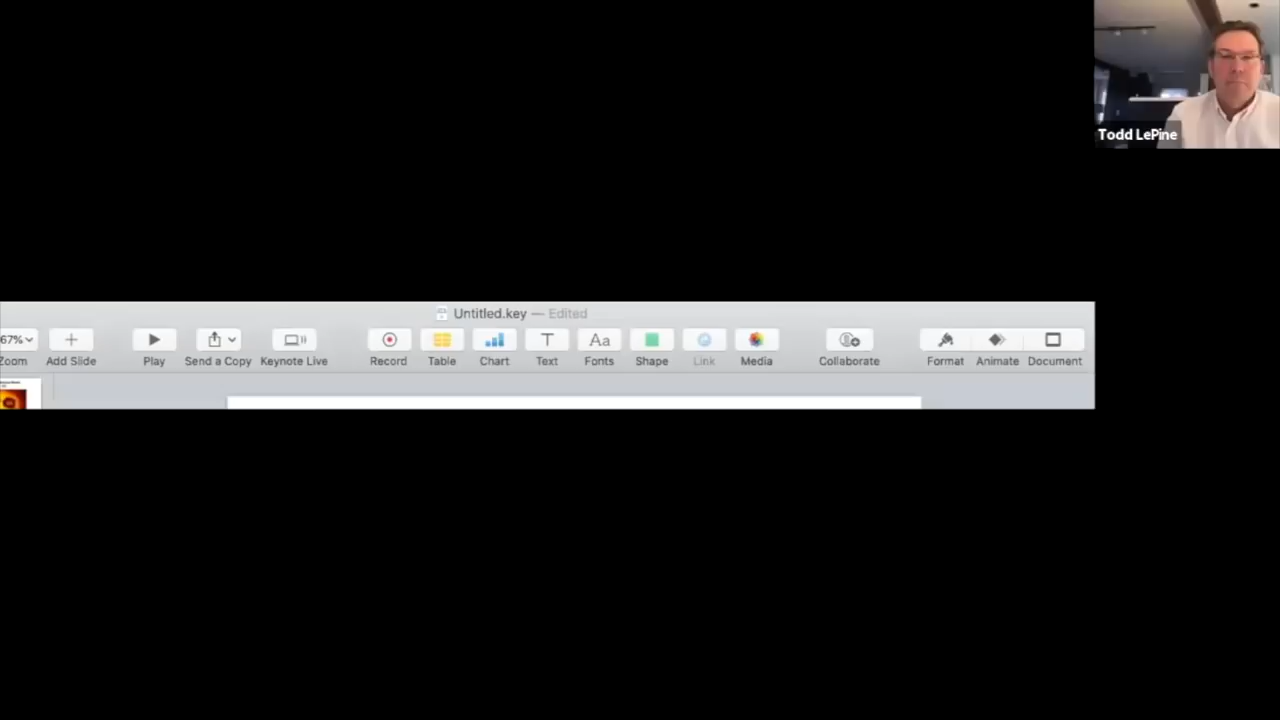 Todd LePine
Untitled.key — Edited
67%
Zoom Add Slide Play Send a Copy Keynote Live Record Table Chart Text Fonts Shape Link Media Collaborate Format Animate Document